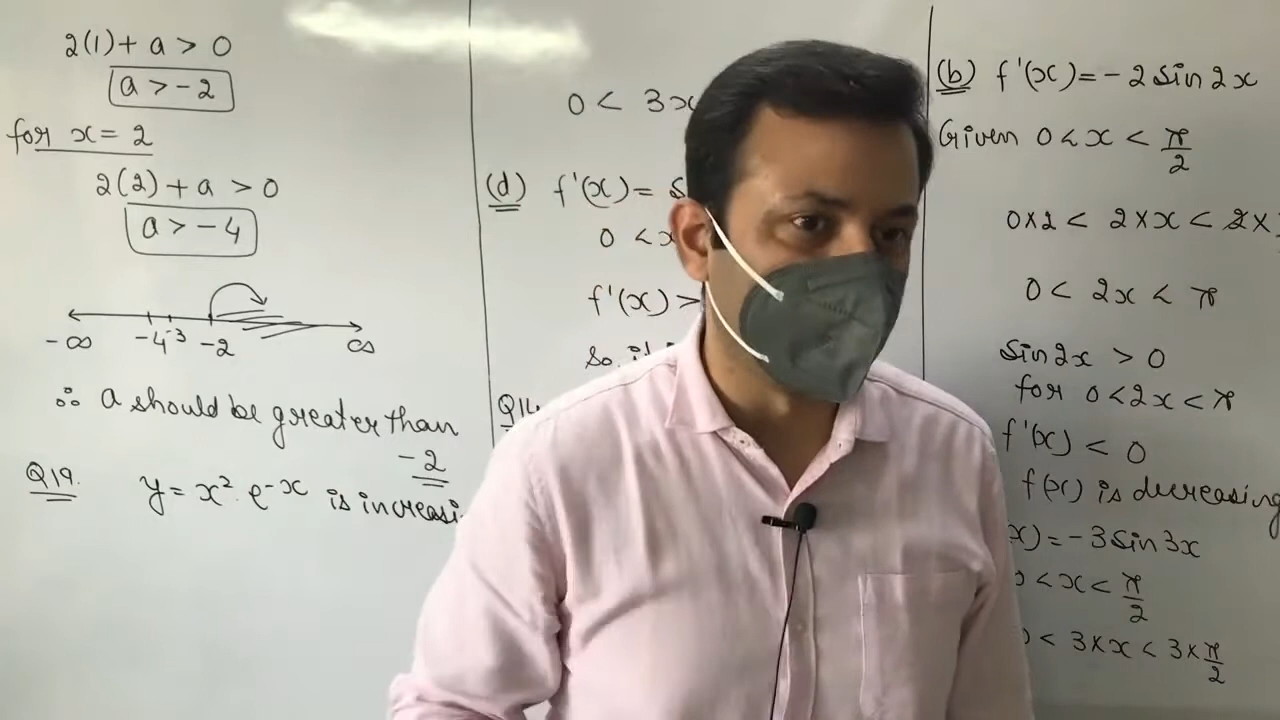 2(1) + a > 0
a > -2
for x = 2
2(2) + a > 0
a > -4
-∞ -4 -3 -2 ∞
∴ a should be greater than
-2
Q19. y = x². e^-x is increasi
0 < 3x
(d) f'(x) =
0 < x
f'(x) >
So
Q14.
(b) f'(x) = -2 Sin 2x
Given 0 < x < π/2
0×2 < 2×x < 2×
0 < 2x < π
Sin 2x > 0
for 0 < 2x < π
f'(x) < 0
f(x) is decreasing
x) = -3 Sin 3x
< x < π/2
< 3×x < 3×π/2